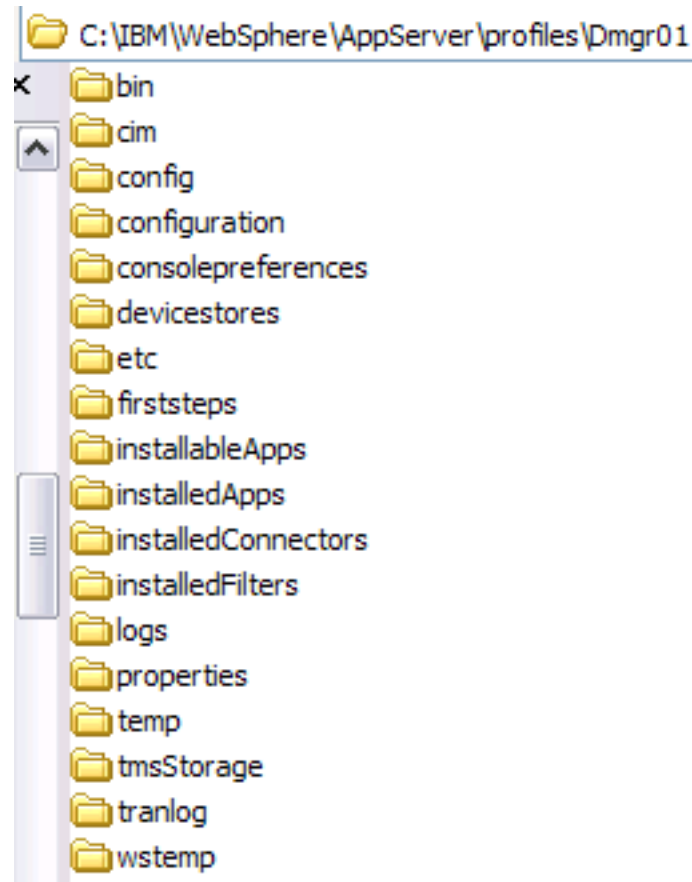 C:\IBM\WebSphere\AppServer\profiles\Dmgr01
bin
cim
config
configuration
consolepreferences
devicestores
etc
firststeps
installableApps
installedApps
installedConnectors
installedFilters
logs
properties
temp
tmsStorage
tranlog
wstemp